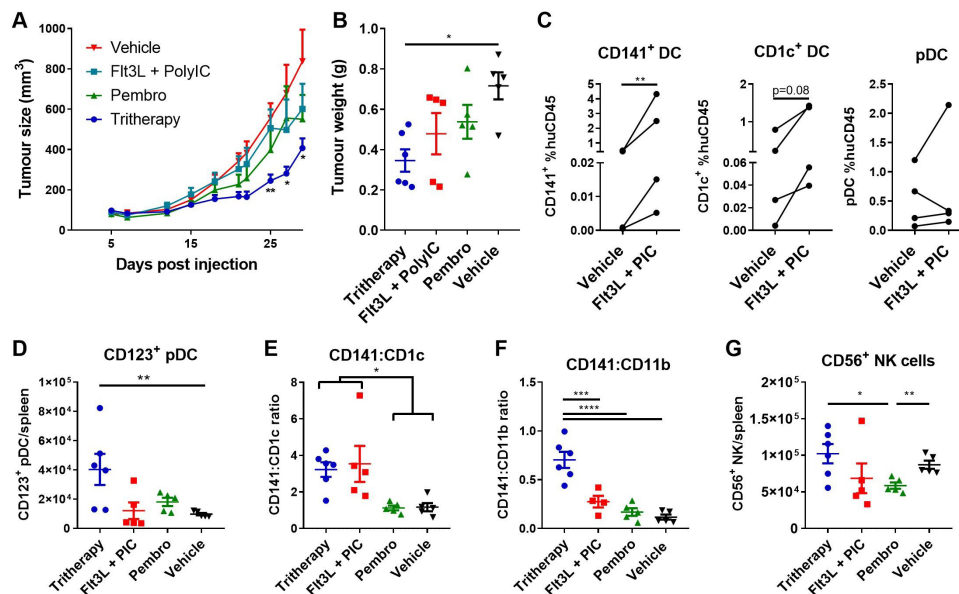 A
Tumour size (mm³)
1000
800
600
400
200
0
Vehicle
Flt3L + PolyIC
Pembro
Tritherapy
**
*
*
5
15
25
Days post injection
B
Tumour weight (g)
1.0
0.8
0.6
0.4
0.2
0.0
*
Tritherapy
Flt3L + PolyIC
Pembro
Vehicle
C
CD141⁺ DC
CD141⁺ %huCD45
5
4
3
2
1
0.04
0.02
0.00
**
Vehicle
Flt3L + PIC
CD1c⁺ DC
CD1c⁺ %huCD45
1
0.06
0.04
0.02
0.00
p=0.08
Vehicle
Flt3L + PIC
pDC
pDC %huCD45
2.5
2.0
1.5
1.0
0.5
0.0
Vehicle
Flt3L + PIC
D
CD123⁺ pDC
CD123⁺ pDC/spleen
1×10⁵
8×10⁴
6×10⁴
4×10⁴
2×10⁴
0
**
Tritherapy
Flt3L + PIC
Pembro
Vehicle
E
CD141:CD1c
CD141:CD1c ratio
8
6
4
2
0
*
Tritherapy
Flt3L + PIC
Pembro
Vehicle
F
CD141:CD11b
CD141:CD11b ratio
1.5
1.0
0.5
0.0
***
****
Tritherapy
Flt3L + PIC
Pembro
Vehicle
G
CD56⁺ NK cells
CD56⁺ NK/spleen
2×10⁵
2×10⁵
1×10⁵
5×10⁴
0
*
**
Tritherapy
Flt3L + PIC
Pembro
Vehicle